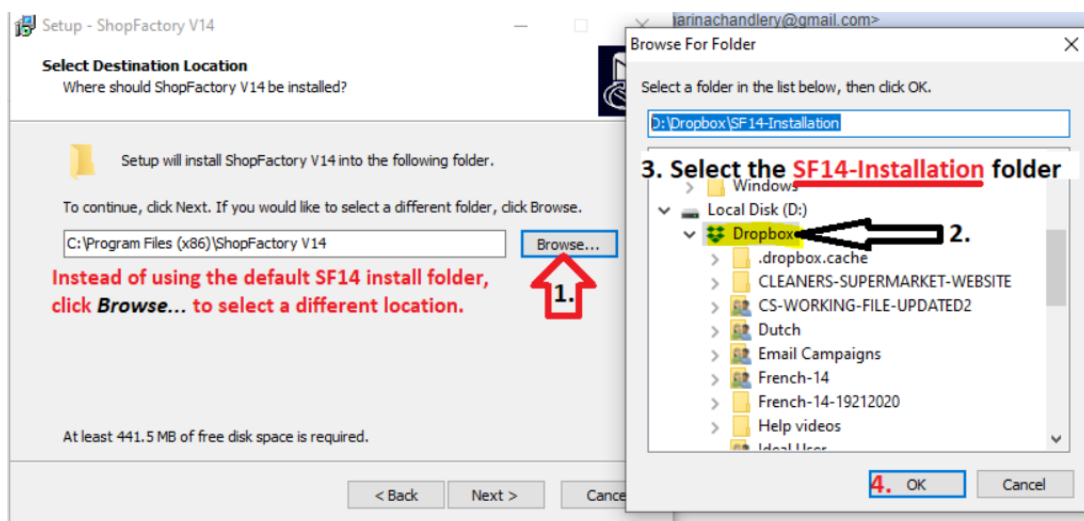 Setup - ShopFactory V14
Select Destination Location
Where should ShopFactory V14 be installed?
Setup will install ShopFactory V14 into the following folder.
To continue, click Next. If you would like to select a different folder, click Browse.
C:\Program Files (x86)\ShopFactory V14
Browse...
Instead of using the default SF14 install folder,
click Browse... to select a different location.
1.
At least 441.5 MB of free disk space is required.
< Back
Next >
Cance
arinachandlery@gmail.com>
Browse For Folder
Select a folder in the list below, then click OK.
D:\Dropbox\SF14-Installation
3. Select the SF14-Installation folder
Windows
Local Disk (D:)
Dropbox
2.
.dropbox.cache
CLEANERS-SUPERMARKET-WEBSITE
CS-WORKING-FILE-UPDATED2
Dutch
Email Campaigns
French-14
French-14-19212020
Help videos
Ideal User
4.
OK
Cancel